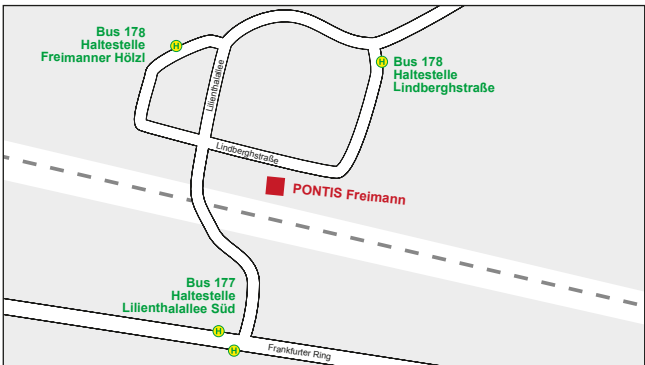 Bus 178
Haltestelle
Freimanner Hölzl
H
H
Bus 178
Haltestelle
Lindberghstraße
Lilienthalallee
Lindberghstraße
PONTIS Freimann
Bus 177
Haltestelle
Lilienthalallee Süd
H
H
Frankfurter Ring